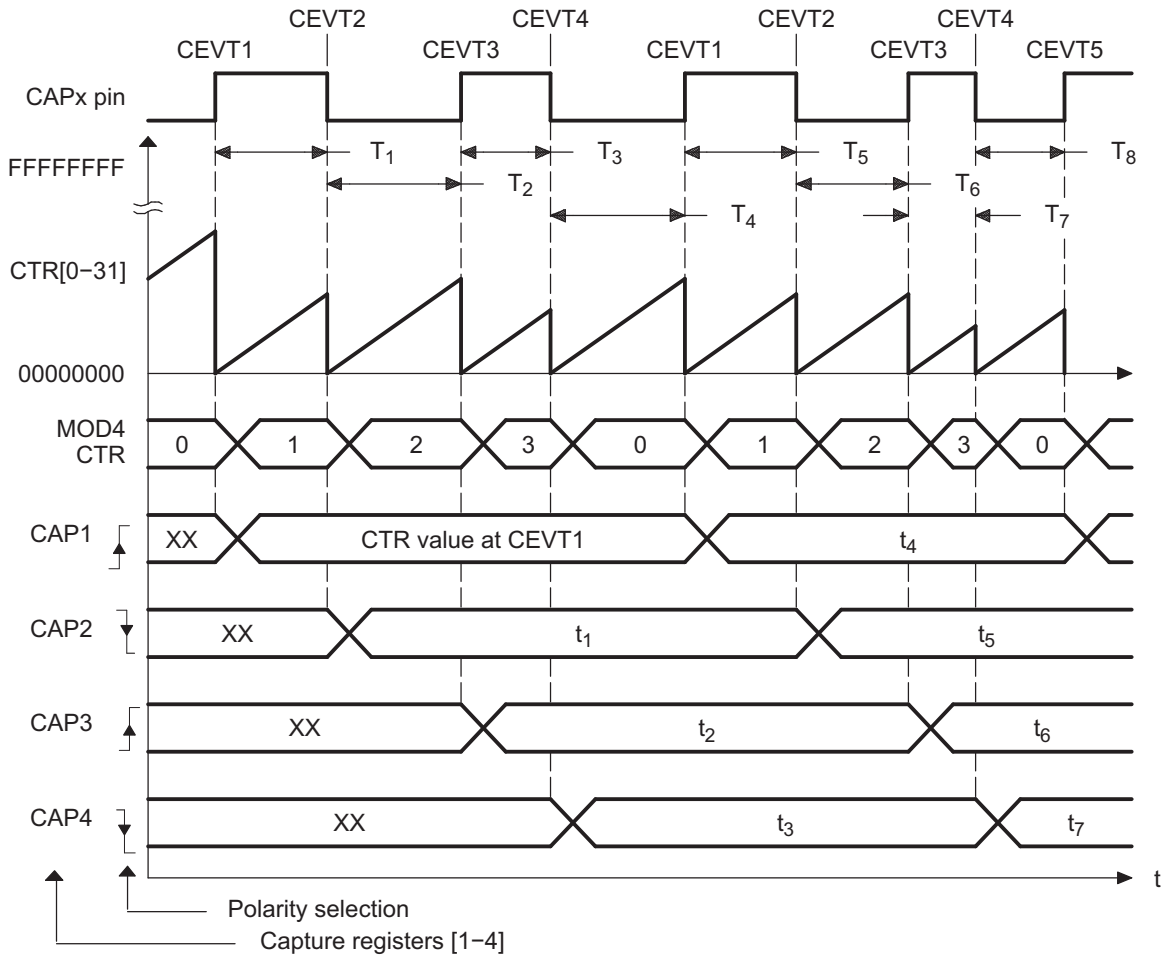 CEVT2 CEVT4 CEVT2 CEVT4
CEVT1 CEVT3 CEVT1 CEVT3 CEVT5
CAPx pin
T1 T3 T5 T8
FFFFFFFF
T2 T6
T4 T7
CTR[0−31]
00000000
MOD4
CTR
0 1 2 3 0 1 2 3 0
CAP1 XX CTR value at CEVT1 t4
CAP2 XX t1 t5
CAP3 XX t2 t6
CAP4 XX t3 t7
t
Polarity selection
Capture registers [1−4]